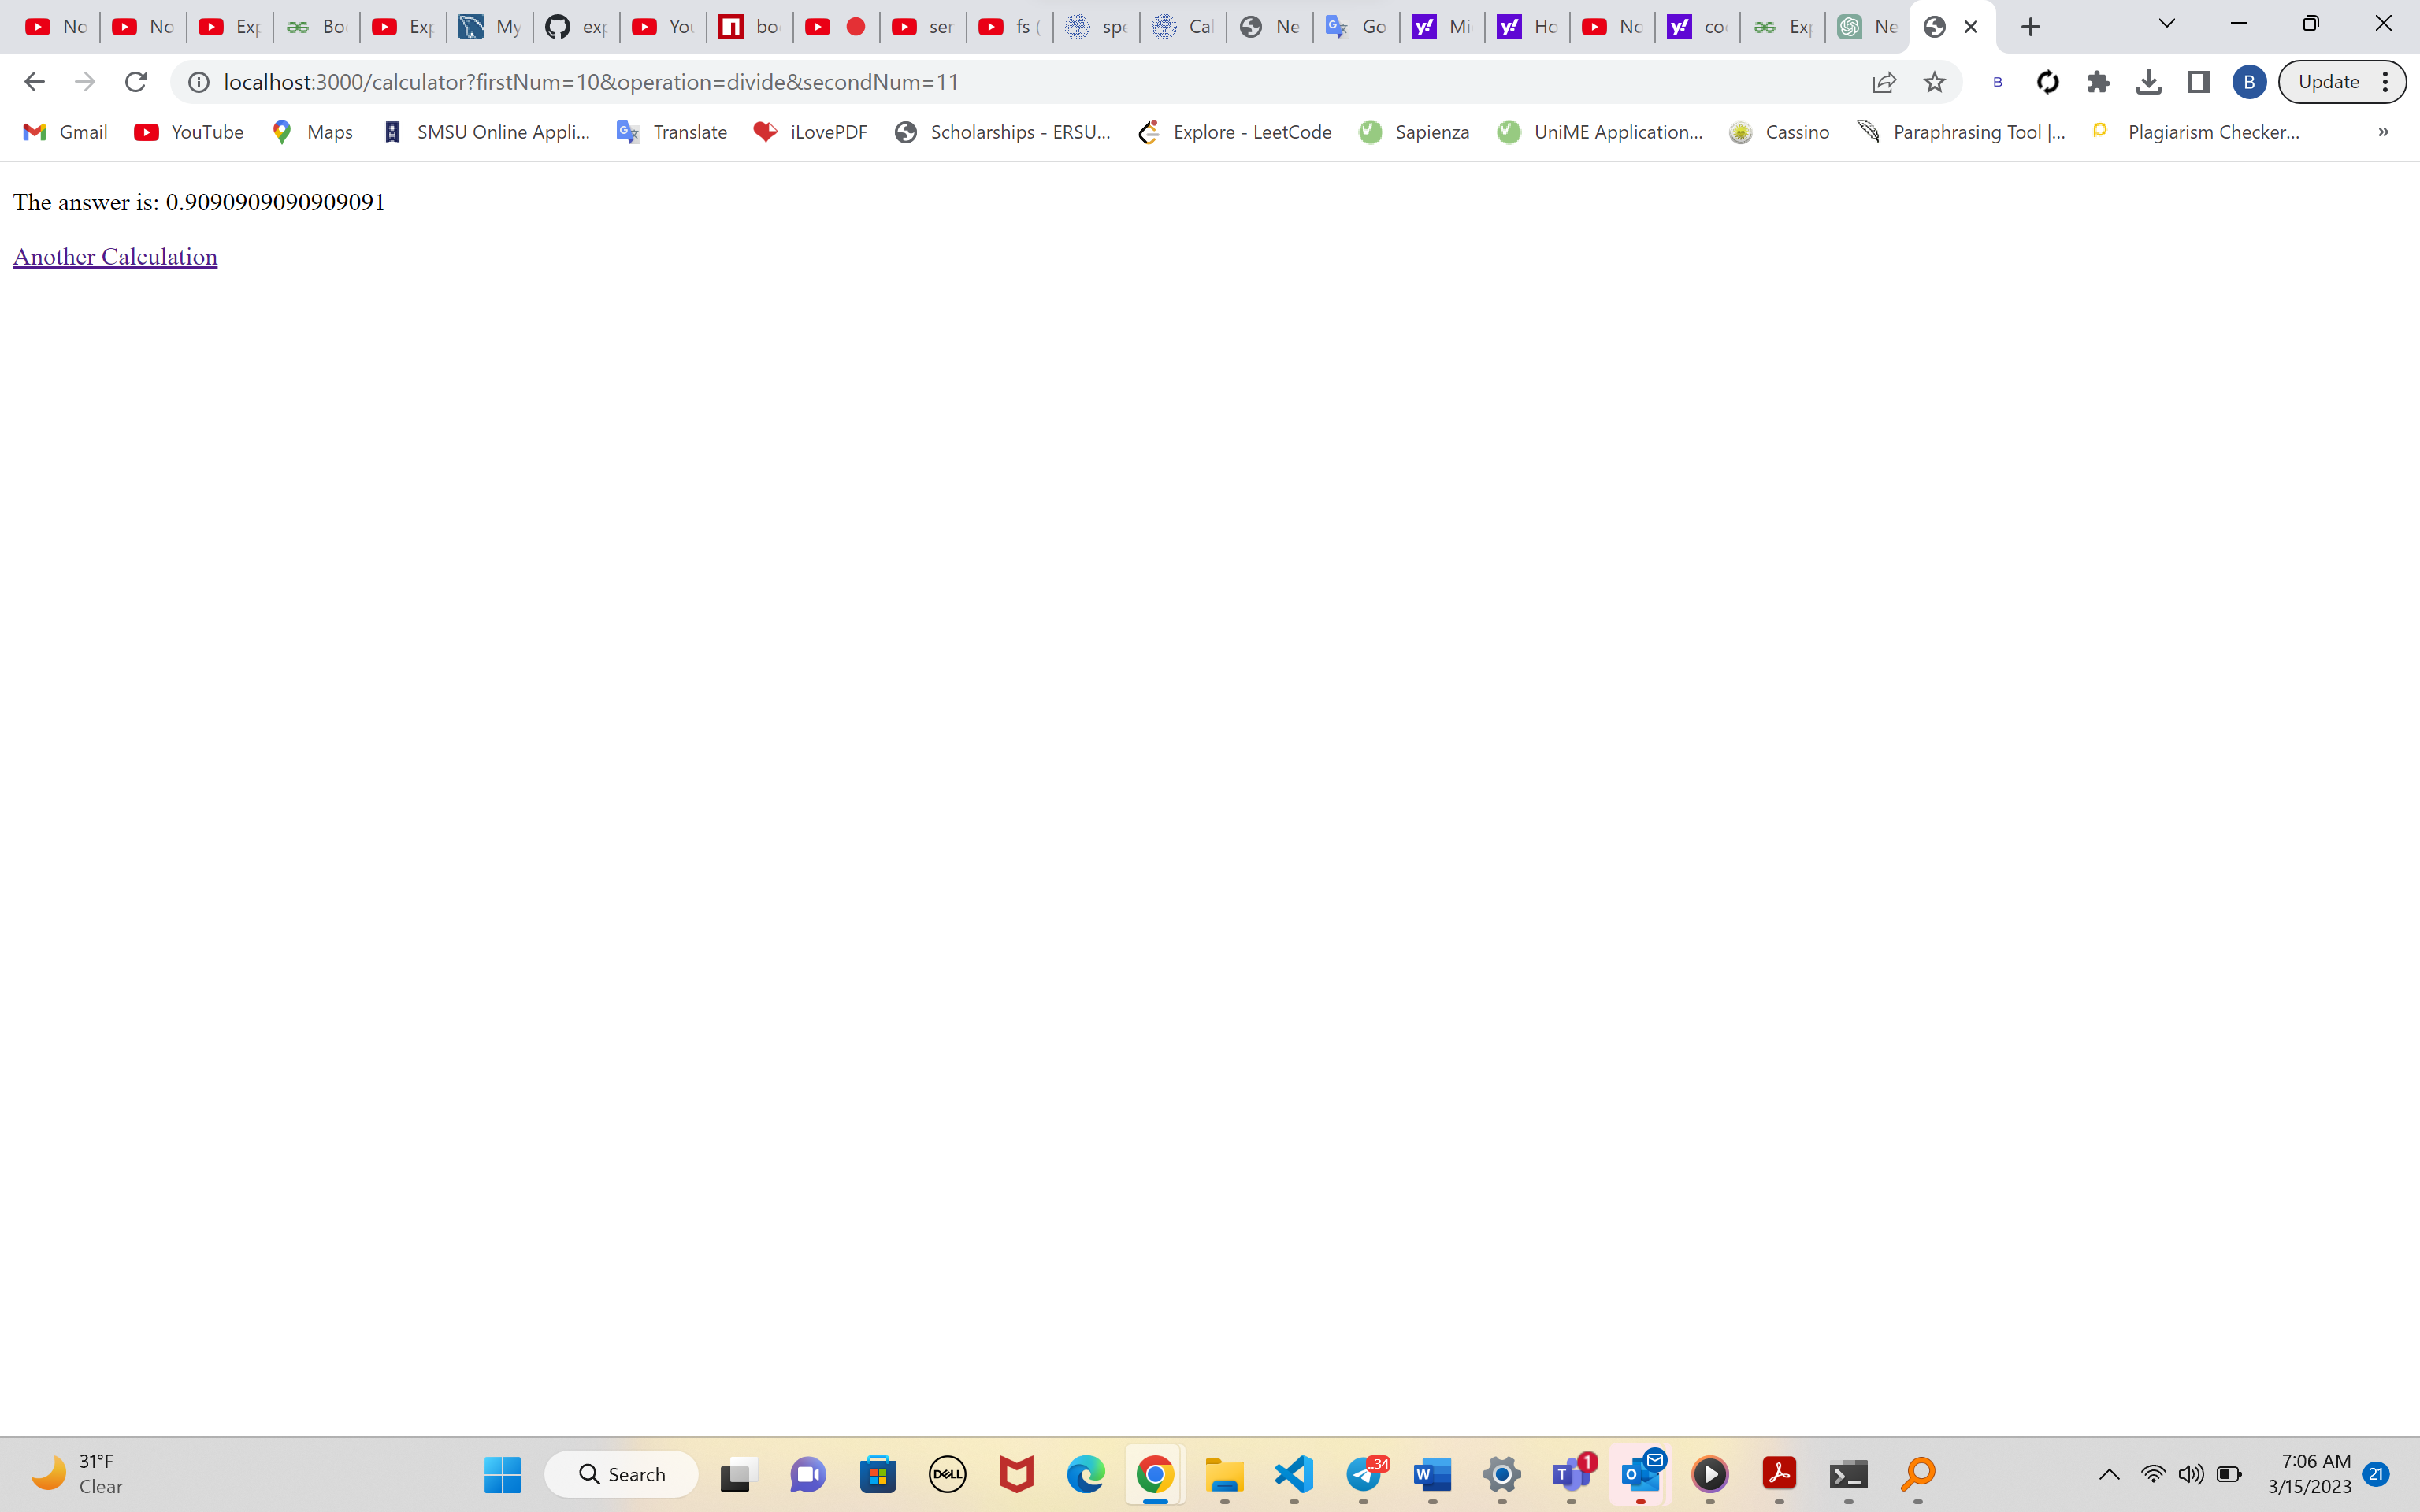 No No Exp Boo Exp My exp You bo ser fs ( spe Cal Ne Go Mi Ho No co Exp Ne
localhost:3000/calculator?firstNum=10&operation=divide&secondNum=11 B B Update
Gmail YouTube Maps SMSU Online Appli... Translate iLovePDF Scholarships - ERSU... Explore - LeetCode Sapienza UniME Application... Cassino Paraphrasing Tool |... Plagiarism Checker... »
The answer is: 0.9090909090909091
Another Calculation
31°F
Clear
Search
DELL
34
W
T 1
O
7:06 AM
3/15/2023
21